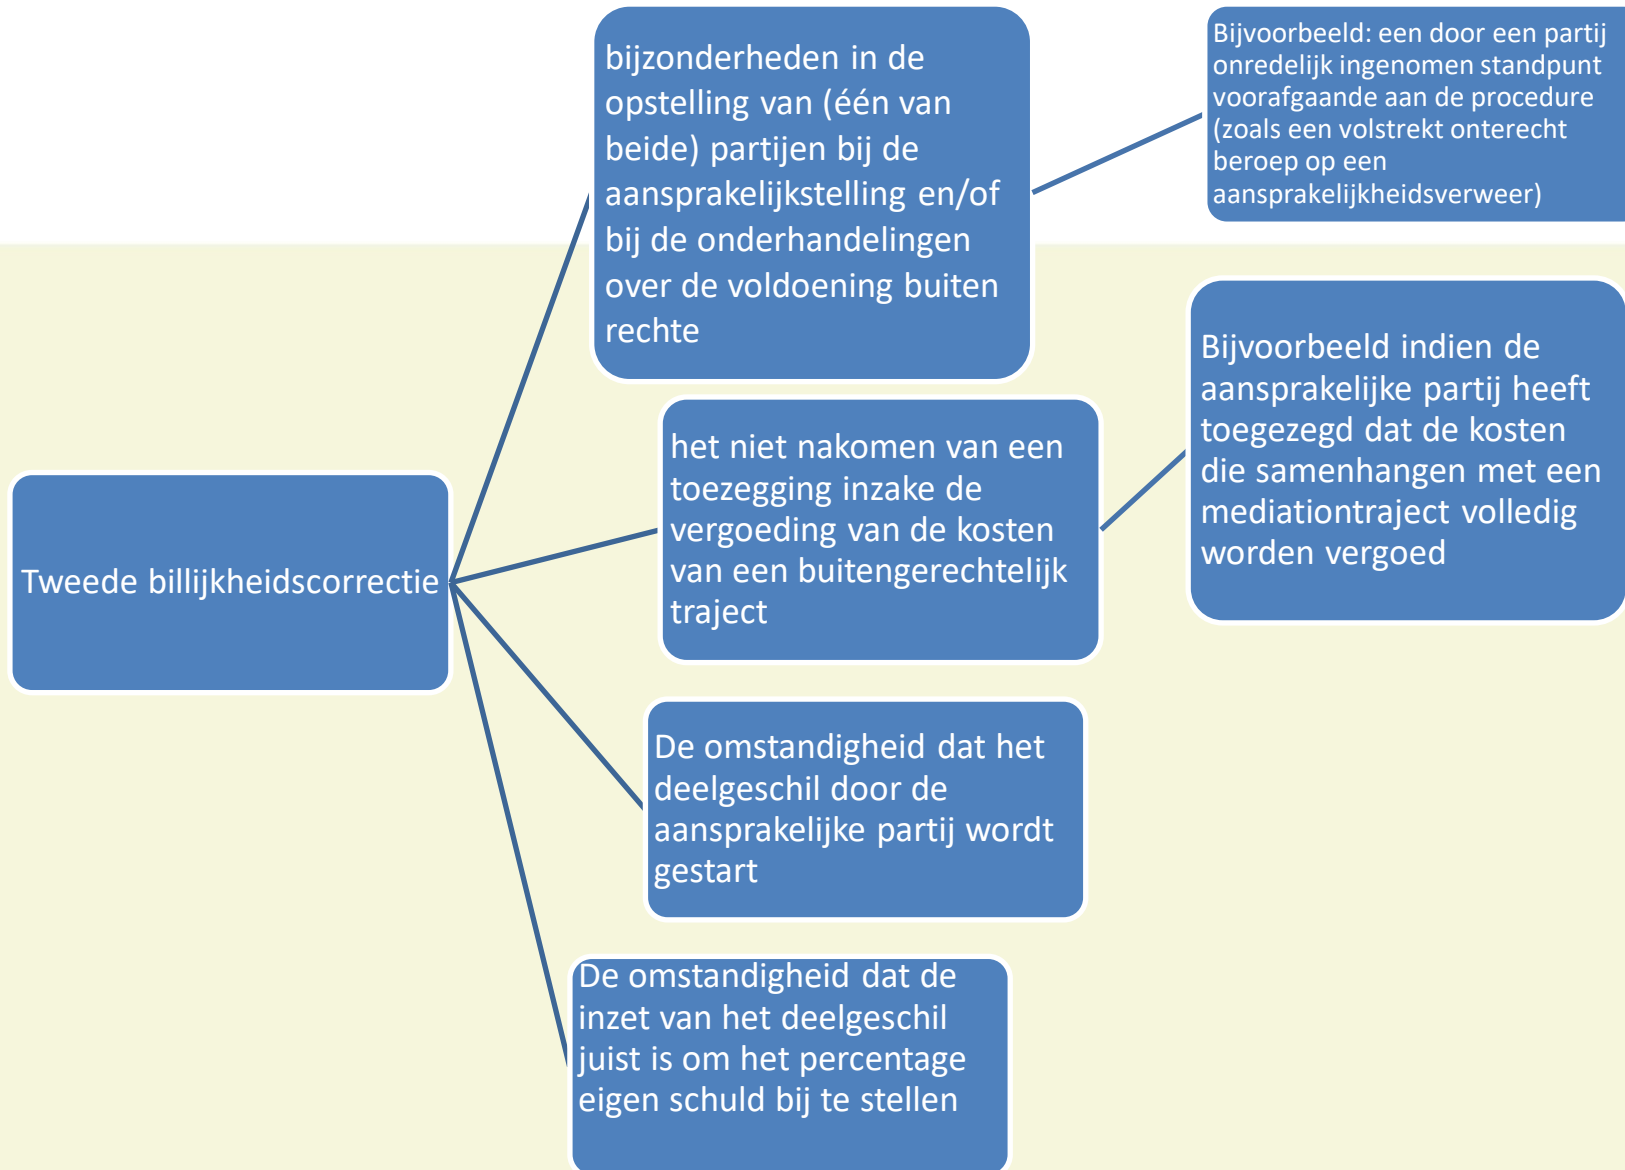 Tweede billijkheidscorrectie
bijzonderheden in de
opstelling van (één van
beide) partijen bij de
aansprakelijkstelling en/of
bij de onderhandelingen
over de voldoening buiten
rechte
Bijvoorbeeld: een door een partij
onredelijk ingenomen standpunt
voorafgaande aan de procedure
(zoals een volstrekt onterecht
beroep op een
aansprakelijkheidsverweer)
het niet nakomen van een
toezegging inzake de
vergoeding van de kosten
van een buitengerechtelijk
traject
Bijvoorbeeld indien de
aansprakelijke partij heeft
toegezegd dat de kosten
die samenhangen met een
mediationtraject volledig
worden vergoed
De omstandigheid dat het
deelgeschil door de
aansprakelijke partij wordt
gestart
De omstandigheid dat de
inzet van het deelgeschil
juist is om het percentage
eigen schuld bij te stellen